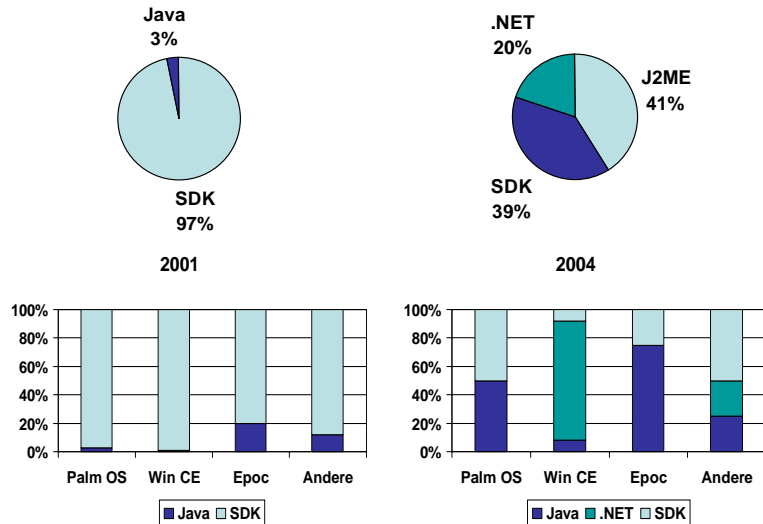 Java
3%
SDK
97%
.NET
20%
J2ME
41%
SDK
39%
2001
100%
80%
60%
40%
20%
0%
Palm OS Win CE Epoc Andere
Java SDK
2004
100%
80%
60%
40%
20%
0%
Palm OS Win CE Epoc Andere
Java .NET SDK